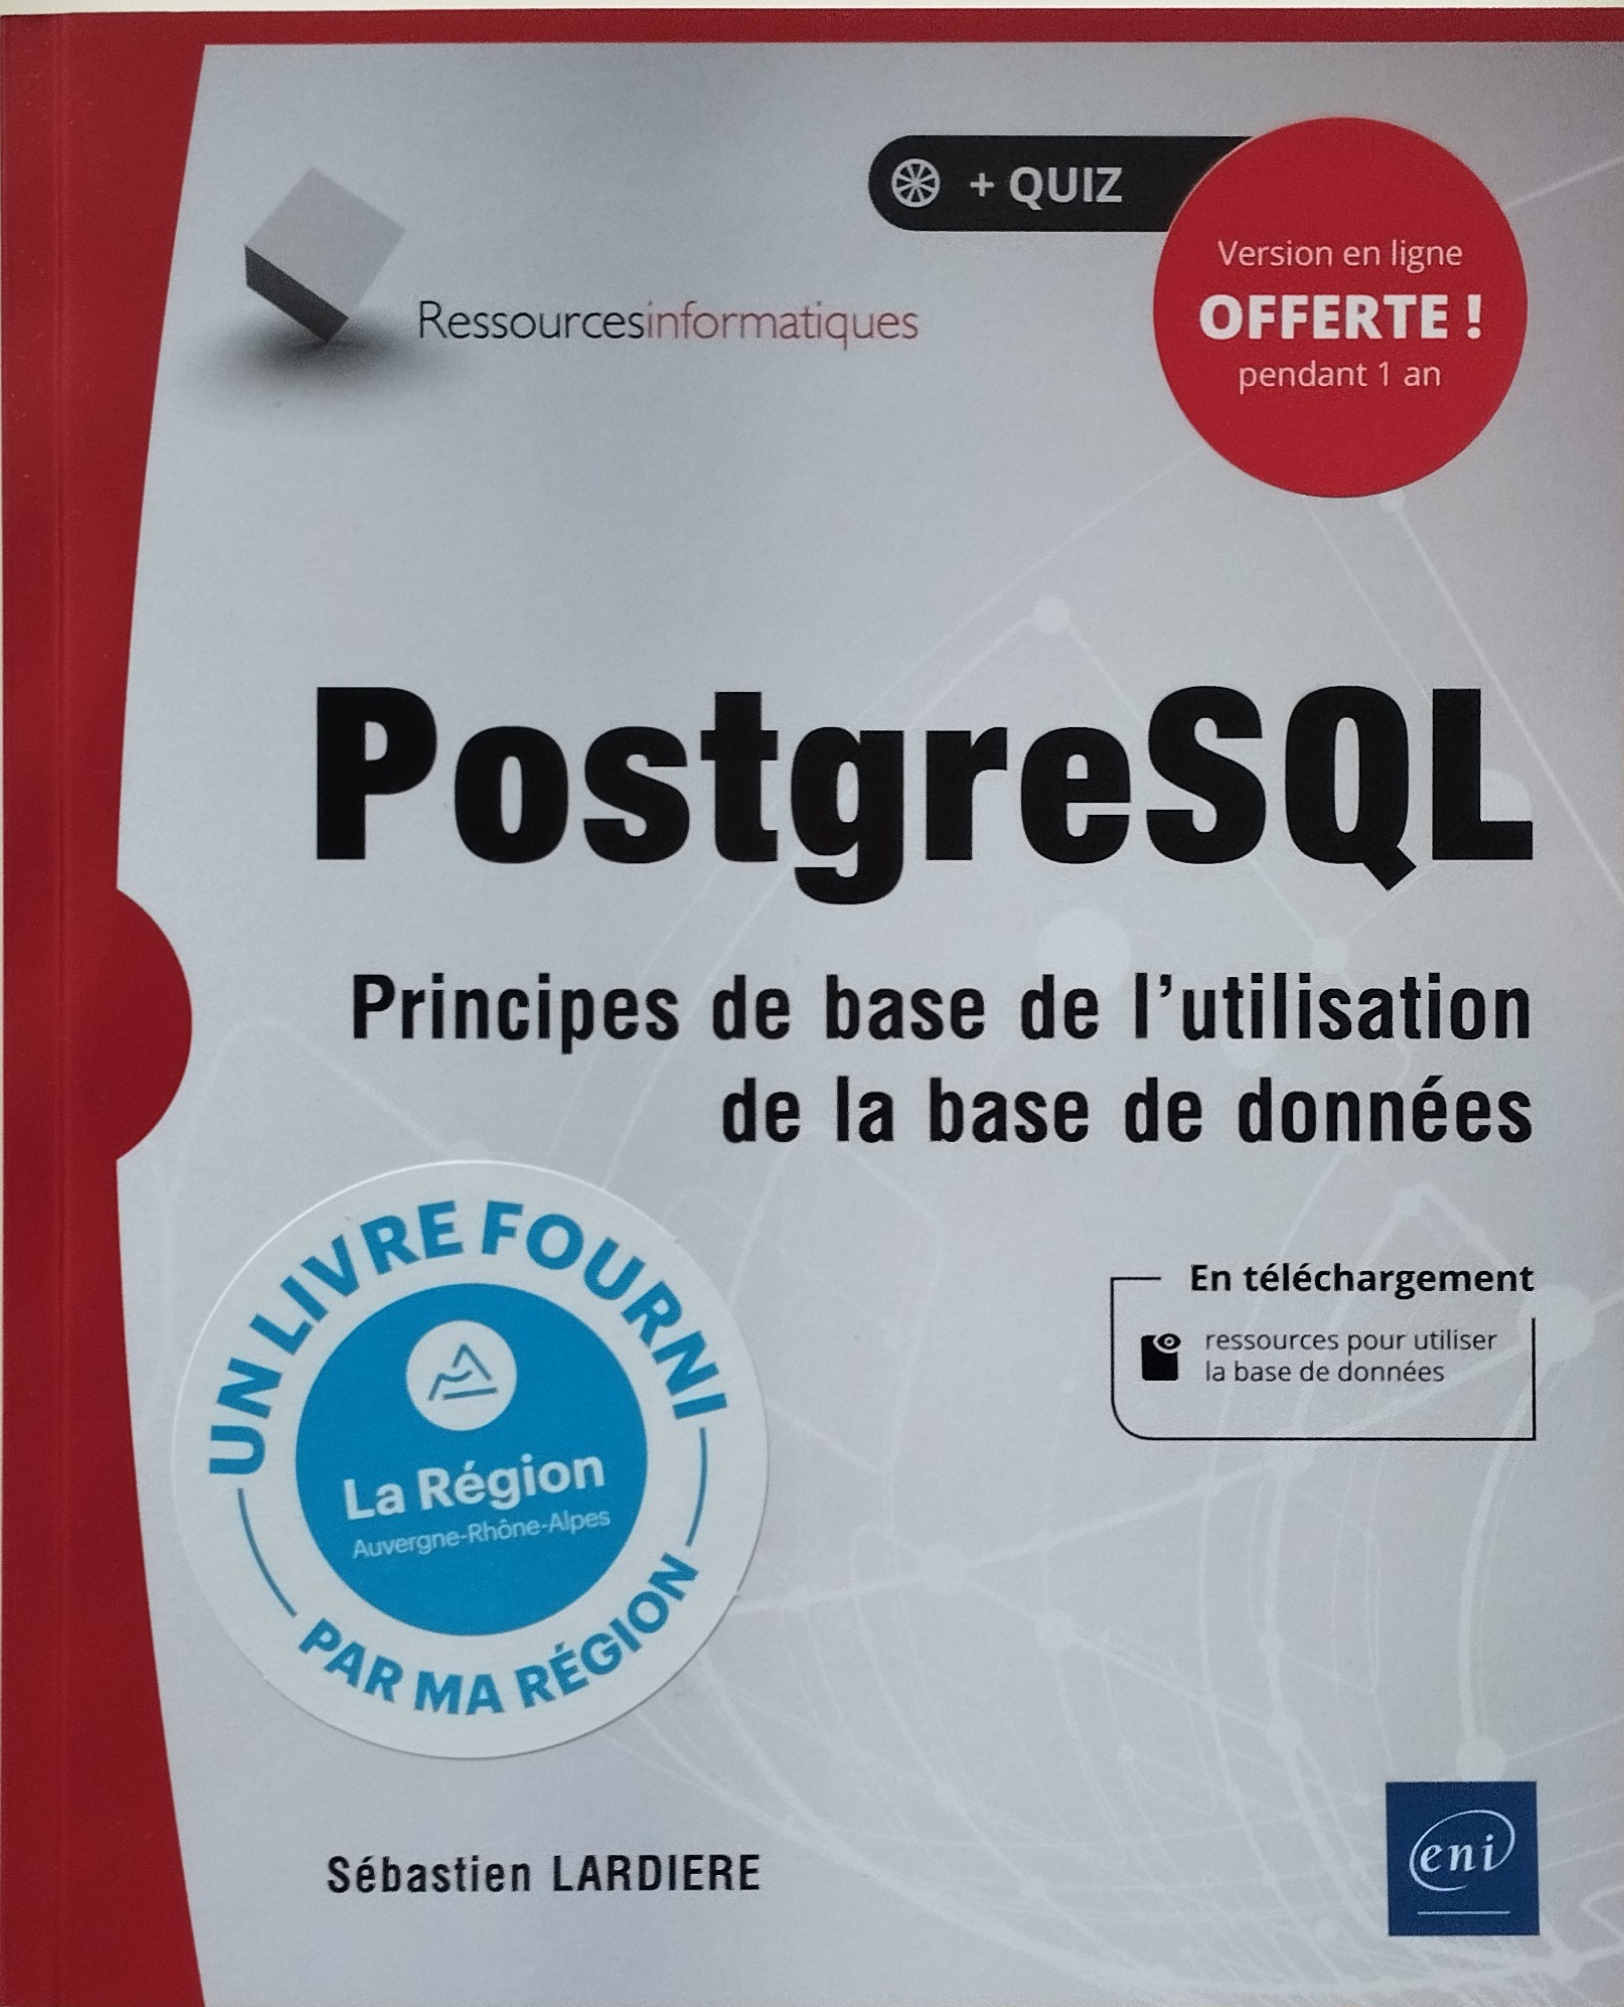 + QUIZ
Version en ligne
OFFERTE !
pendant 1 an
Ressourcesinformatiques
PostgreSQL
Principes de base de l'utilisation
de la base de données
En téléchargement
ressources pour utiliser
la base de données
UN LIVRE FOURNI
La Région
Auvergne-Rhône-Alpes
PAR MA RÉGION
Sébastien LARDIERE
eni